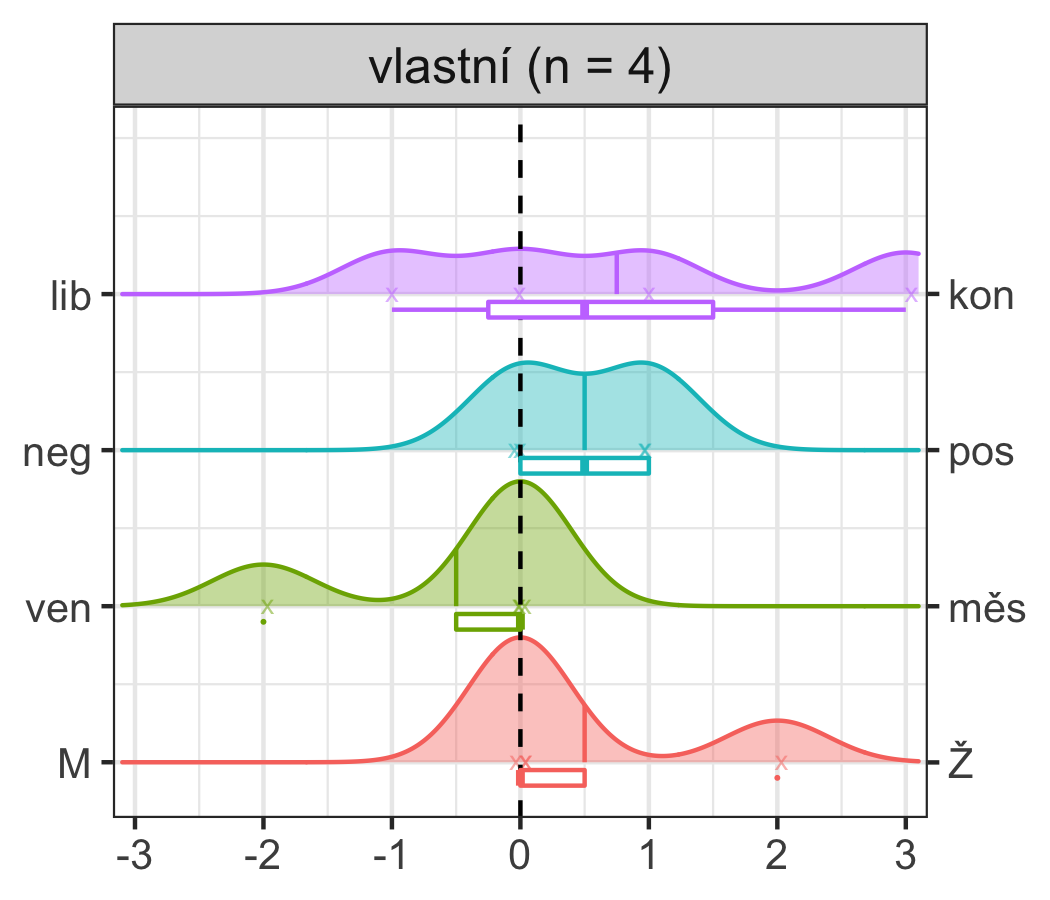 vlastní (n = 4)
lib kon
neg pos
ven měs
M Ž
-3 -2 -1 0 1 2 3